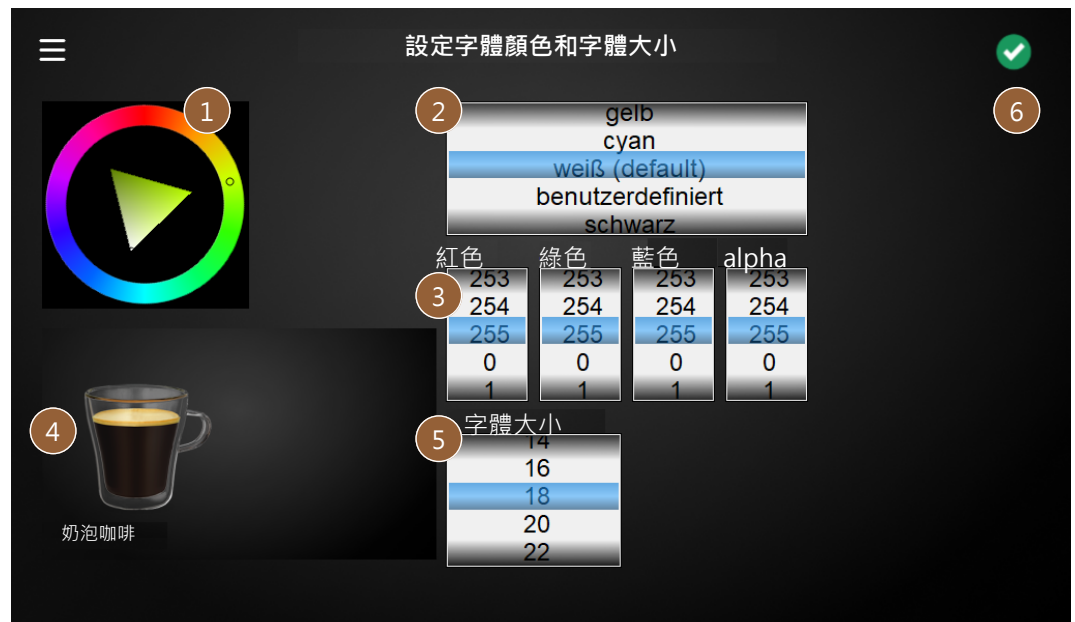 設定字體顏色和字體大小
1
2
6
gelb
cyan
weiß (default)
benutzerdefiniert
schwarz
紅色 綠色 藍色 alpha
3
253 253 253 253
254 254 254 254
255 255 255 255
0 0 0 0
1 1 1 1
4
5
字體大小
14
16
18
20
22
奶泡咖啡